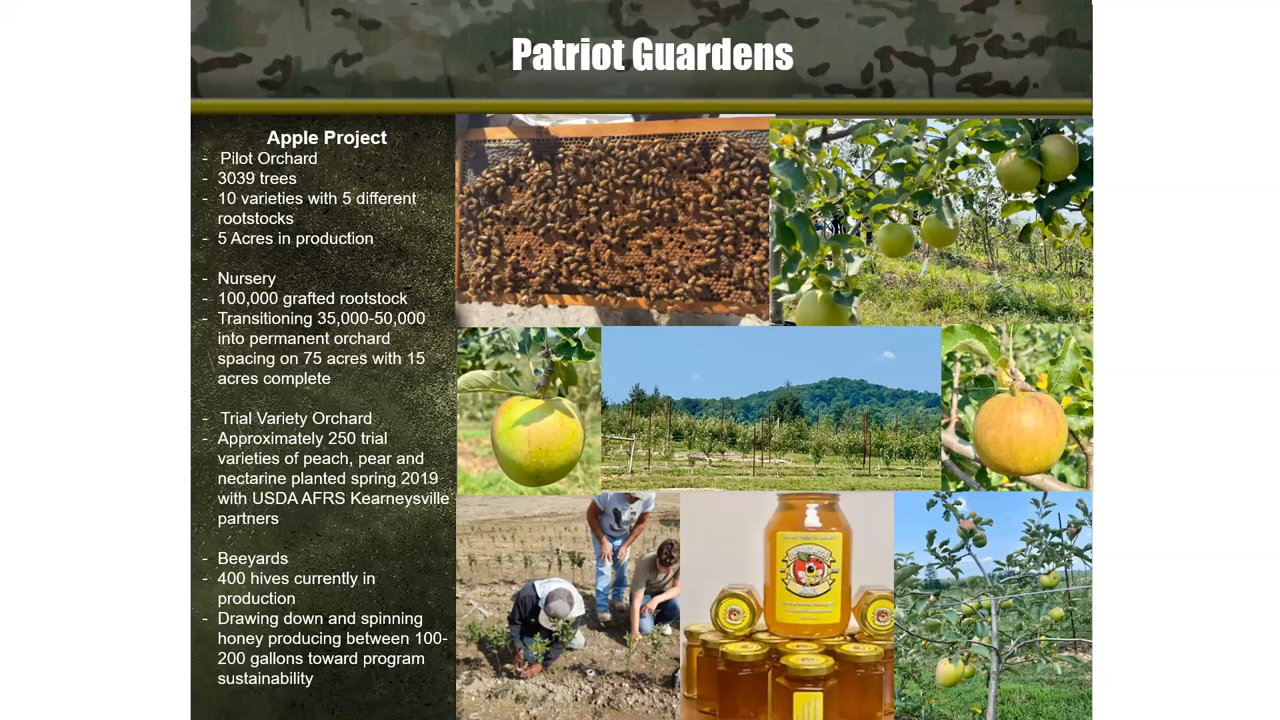 Patriot Guardens
Apple Project
- Pilot Orchard
- 3039 trees
- 10 varieties with 5 different
rootstocks
- 5 Acres in production
- Nursery
- 100,000 grafted rootstock
- Transitioning 35,000-50,000
into permanent orchard
spacing on 75 acres with 15
acres complete
- Trial Variety Orchard
- Approximately 250 trial
varieties of peach, pear and
nectarine planted spring 2019
with USDA AFRS Kearneysville
partners
- Beeyards
- 400 hives currently in
production
- Drawing down and spinning
honey producing between 100-
200 gallons toward program
sustainability